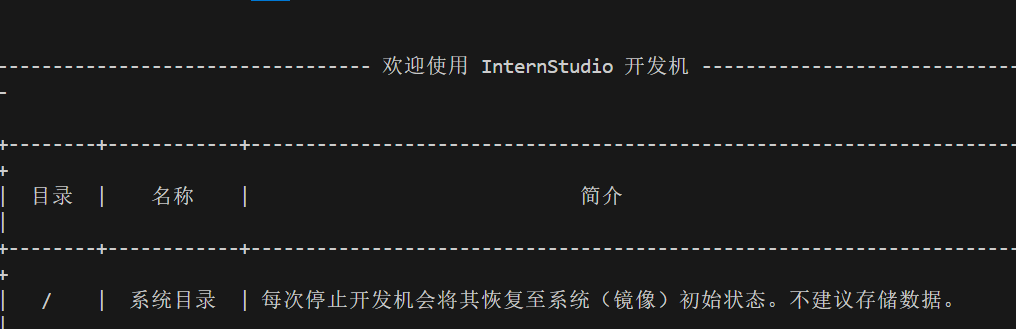 ---------------------------------- 欢迎使用 InternStudio 开发机 -----------------------------
-
+--------+------------+-----------------------------------------------------------------------
+
|  目录  |    名称    |                               简介
|
+--------+------------+-----------------------------------------------------------------------
+
|   /    |  系统目录  | 每次停止开发机会将其恢复至系统（镜像）初始状态。不建议存储数据。
|